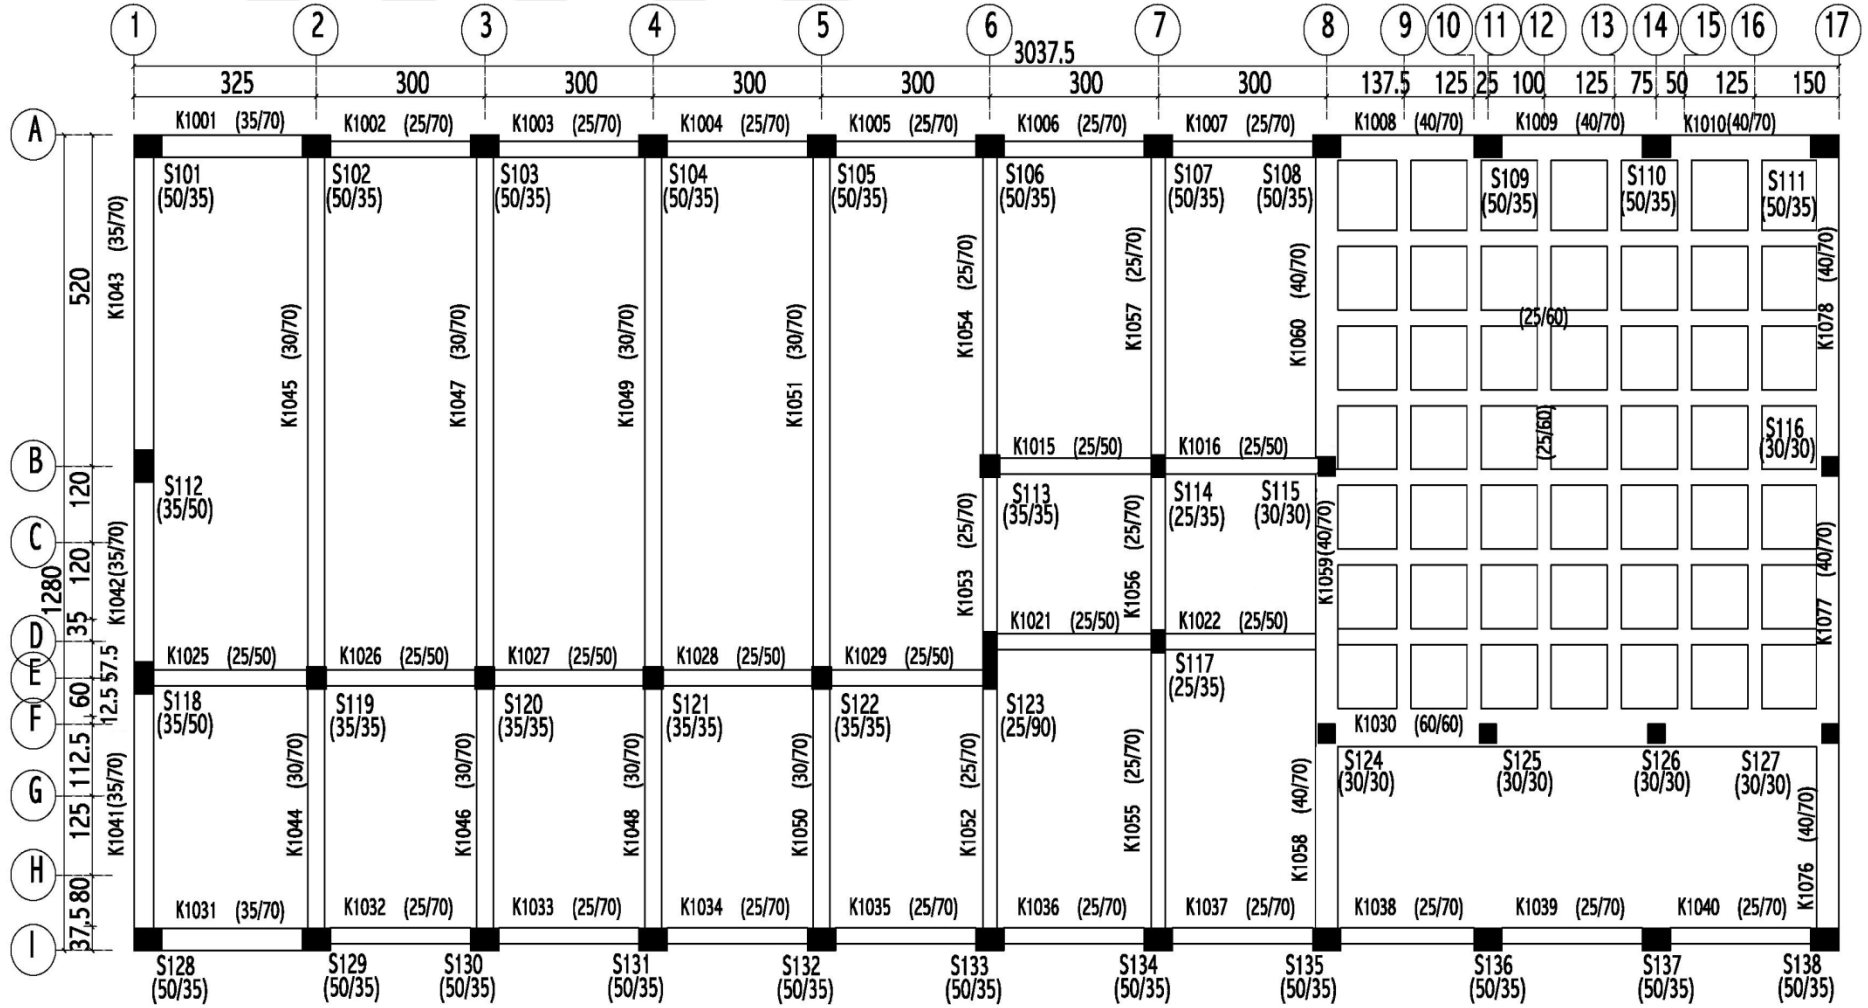 1 2 3 4 5 6 7 8 9 10 11 12 13 14 15 16 17
3037.5
325 300 300 300 300 300 300 137.5 125 25 100 125 75 50 125 150
A
K1001 (35/70) K1002 (25/70) K1003 (25/70) K1004 (25/70) K1005 (25/70) K1006 (25/70) K1007 (25/70) K1008 (40/70) K1009 (40/70) K1010(40/70)
S101 S102 S103 S104 S105 S106 S107 S108 S109 S110 S111
(50/35) (50/35) (50/35) (50/35) (50/35) (50/35) (50/35) (50/35) (50/35) (50/35) (50/35)
520
K1043 (35/70)
K1045 (30/70)
K1047 (30/70)
K1049 (30/70)
K1051 (30/70)
K1054 (25/70)
K1057 (25/70)
K1060 (40/70)
(25/60)
(25/60)
K1078 (40/70)
S116
(30/30)
B
K1015 (25/50) K1016 (25/50)
S112
(35/50)
S113 S114 S115
(35/35) (25/35) (30/30)
120
C
120
1280
35
K1042(35/70)
K1053 (25/70)
K1056 (25/70)
K1059(40/70)
K1077 (40/70)
D
K1021 (25/50) K1022 (25/50)
57.5
E
K1025 (25/50) K1026 (25/50) K1027 (25/50) K1028 (25/50) K1029 (25/50)
S117
(25/35)
S118 S119 S120 S121 S122 S123
(35/50) (35/35) (35/35) (35/35) (35/35) (25/90)
60
12.5
F
K1030 (60/60)
S124 S125 S126 S127
(30/30) (30/30) (30/30) (30/30)
112.5
G
125
K1041(35/70)
K1044 (30/70)
K1046 (30/70)
K1048 (30/70)
K1050 (30/70)
K1052 (25/70)
K1055 (25/70)
K1058 (40/70)
K1076 (40/70)
H
80
37.5
K1031 (35/70) K1032 (25/70) K1033 (25/70) K1034 (25/70) K1035 (25/70) K1036 (25/70) K1037 (25/70) K1038 (25/70) K1039 (25/70) K1040 (25/70)
I
S128 S129 S130 S131 S132 S133 S134 S135 S136 S137 S138
(50/35) (50/35) (50/35) (50/35) (50/35) (50/35) (50/35) (50/35) (50/35) (50/35) (50/35)